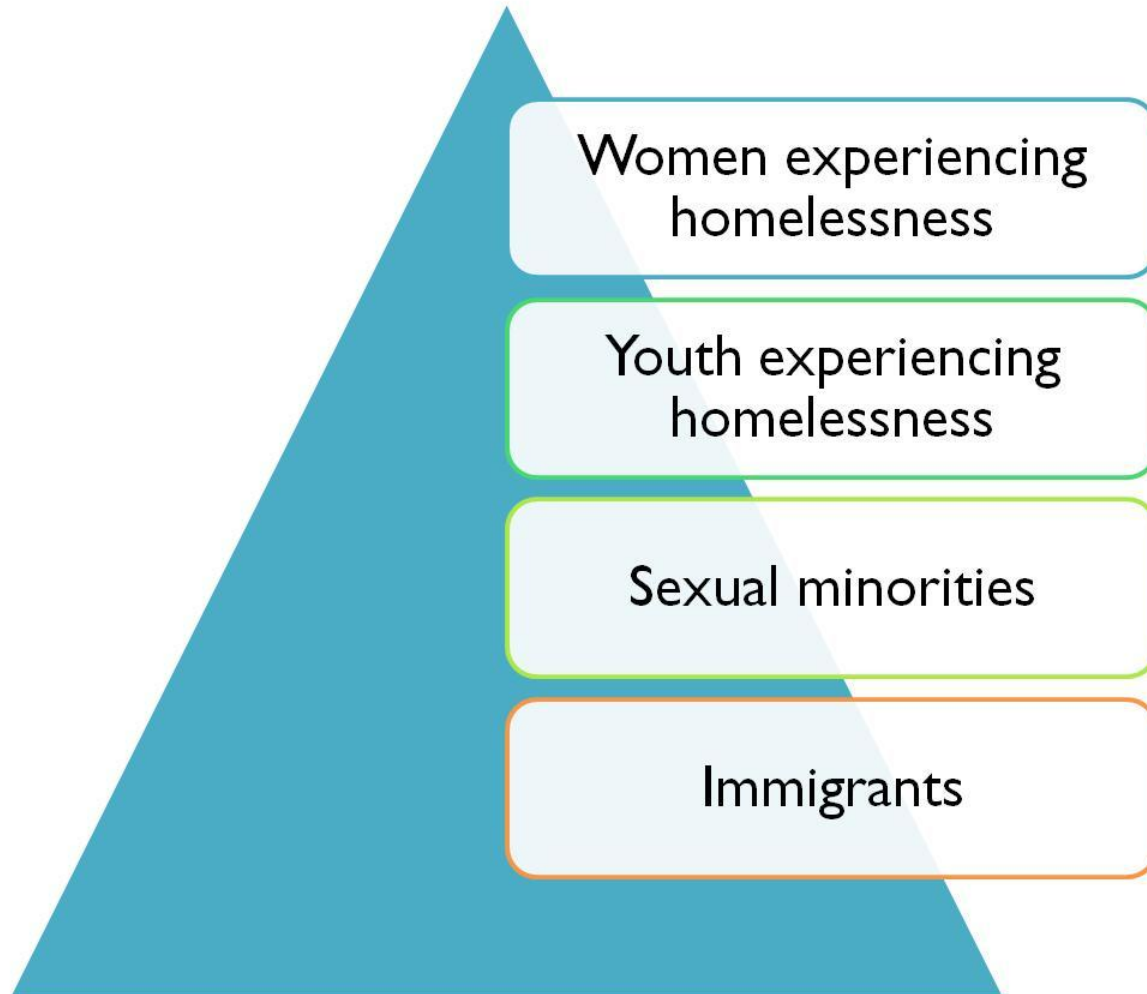 Women experiencing
homelessness
Youth experiencing
homelessness
Sexual minorities
Immigrants